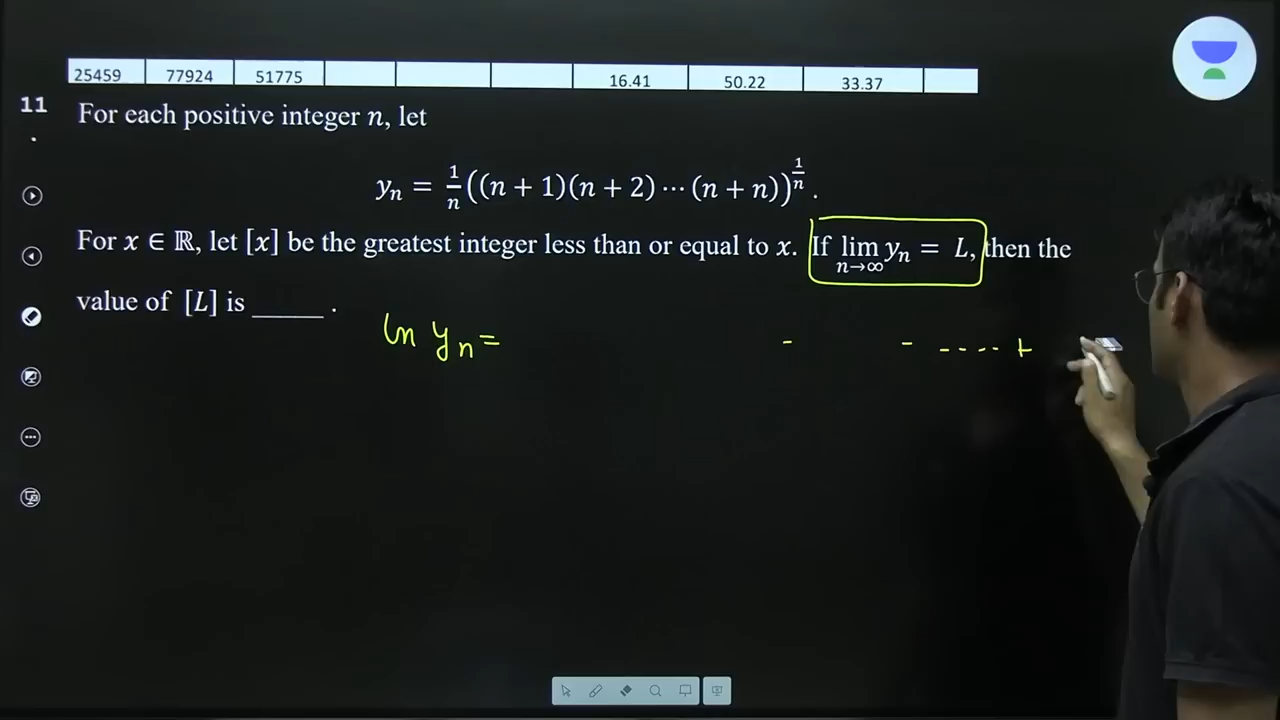 25459 77924 51775 16.41 50.22 33.37
11
.
For each positive integer n, let
yₙ = 1/n((n + 1)(n + 2) ⋯ (n + n))^(1/n) .
For x ∈ ℝ, let [x] be the greatest integer less than or equal to x. If lim n→∞ yₙ = L, then the
value of [L] is ______ .
ln yₙ = - - ---- +